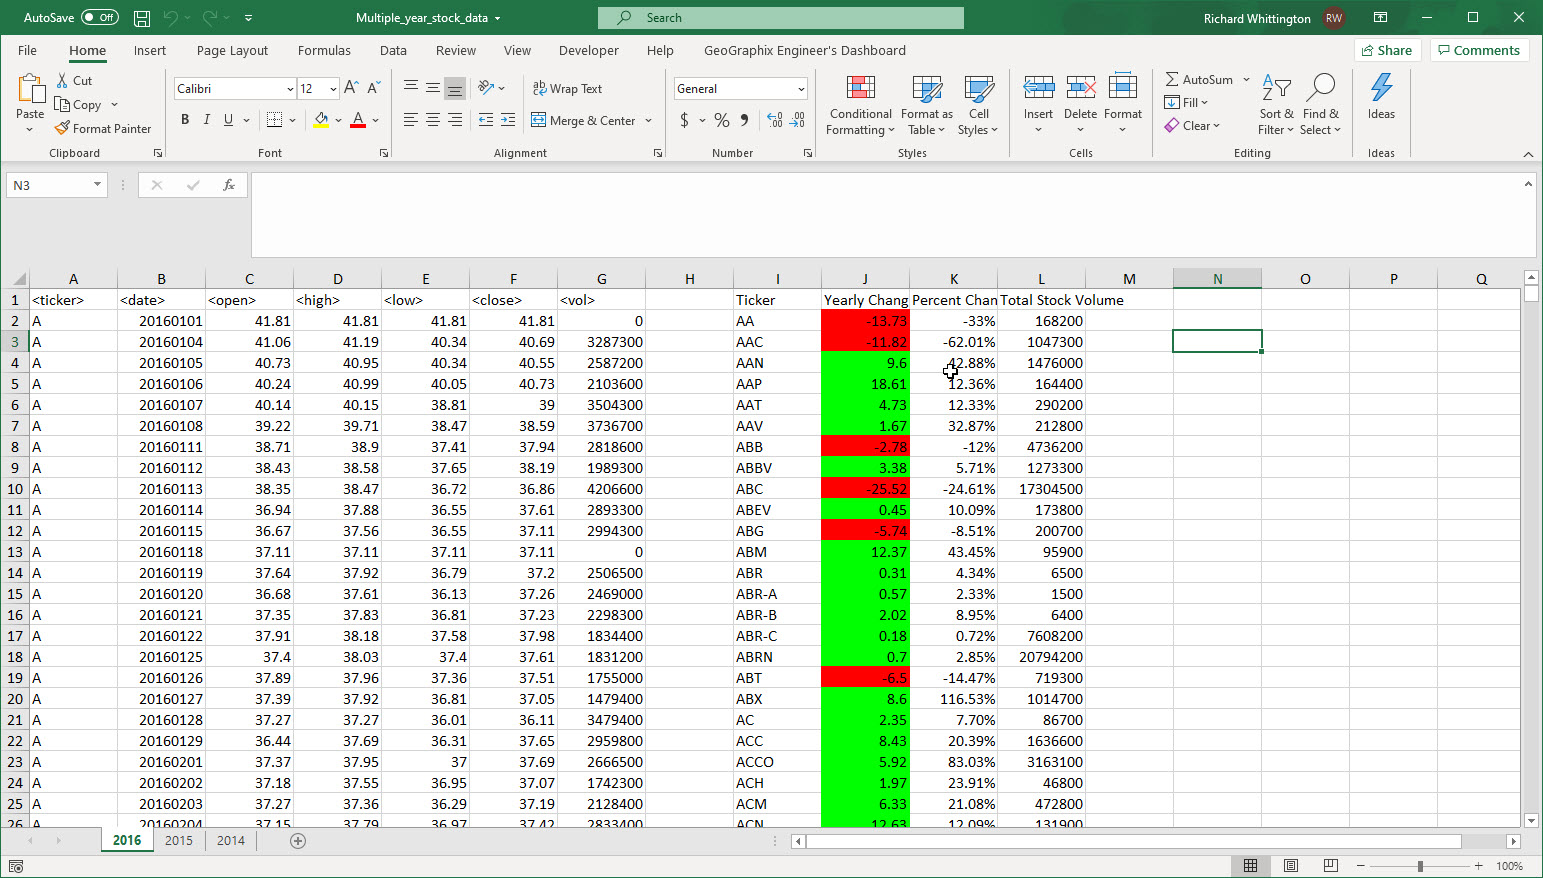 AutoSave Off Multiple_year_stock_data Search Richard Whittington RW
File Home Insert Page Layout Formulas Data Review View Developer Help GeoGraphix Engineer's Dashboard Share Comments
Paste Cut Copy Format Painter Clipboard
Calibri 12 A A B I U A Font
ab Wrap Text Merge & Center Alignment
General $ % Number
Conditional Formatting Format as Table Cell Styles Styles
Insert Delete Format Cells
AutoSum Fill Clear Sort & Filter Find & Select Editing
Ideas Ideas
N3 fx
A B C D E F G H I J K L M N O P Q
1 <ticker> <date> <open> <high> <low> <close> <vol> Ticker Yearly Chang Percent Chan Total Stock Volume
2 A 20160101 41.81 41.81 41.81 41.81 0 AA -13.73 -33% 168200
3 A 20160104 41.06 41.19 40.34 40.69 3287300 AAC -11.82 -62.01% 1047300
4 A 20160105 40.73 40.95 40.34 40.55 2587200 AAN 9.6 42.88% 1476000
5 A 20160106 40.24 40.99 40.05 40.73 2103600 AAP 18.61 12.36% 164400
6 A 20160107 40.14 40.15 38.81 39 3504300 AAT 4.73 12.33% 290200
7 A 20160108 39.22 39.71 38.47 38.59 3736700 AAV 1.67 32.87% 212800
8 A 20160111 38.71 38.9 37.41 37.94 2818600 ABB -2.78 -12% 4736200
9 A 20160112 38.43 38.58 37.65 38.19 1989300 ABBV 3.38 5.71% 1273300
10 A 20160113 38.35 38.47 36.72 36.86 4206600 ABC -25.52 -24.61% 17304500
11 A 20160114 36.94 37.88 36.55 37.61 2893300 ABEV 0.45 10.09% 173800
12 A 20160115 36.67 37.56 36.55 37.11 2994300 ABG -5.74 -8.51% 200700
13 A 20160118 37.11 37.11 37.11 37.11 0 ABM 12.37 43.45% 95900
14 A 20160119 37.64 37.92 36.79 37.2 2506500 ABR 0.31 4.34% 6500
15 A 20160120 36.68 37.61 36.13 37.26 2469000 ABR-A 0.57 2.33% 1500
16 A 20160121 37.35 37.83 36.81 37.23 2298300 ABR-B 2.02 8.95% 6400
17 A 20160122 37.91 38.18 37.58 37.98 1834400 ABR-C 0.18 0.72% 7608200
18 A 20160125 37.4 38.03 37.4 37.61 1831200 ABRN 0.7 2.85% 20794200
19 A 20160126 37.89 37.96 37.36 37.51 1755000 ABT -6.5 -14.47% 719300
20 A 20160127 37.39 37.92 36.81 37.05 1479400 ABX 8.6 116.53% 1014700
21 A 20160128 37.27 37.27 36.01 36.11 3479400 AC 2.35 7.70% 86700
22 A 20160129 36.44 37.69 36.31 37.65 2959800 ACC 8.43 20.39% 1636600
23 A 20160201 37.37 37.95 37 37.69 2666500 ACCO 5.92 83.03% 3163100
24 A 20160202 37.18 37.55 36.95 37.07 1742300 ACH 1.97 23.91% 46800
25 A 20160203 37.27 37.36 36.29 37.19 2128400 ACM 6.33 21.08% 472800
26 A 20160204 37.15 37.79 36.97 37.42 2833400 ACN 12.63 12.09% 131900
2016 2015 2014
100%